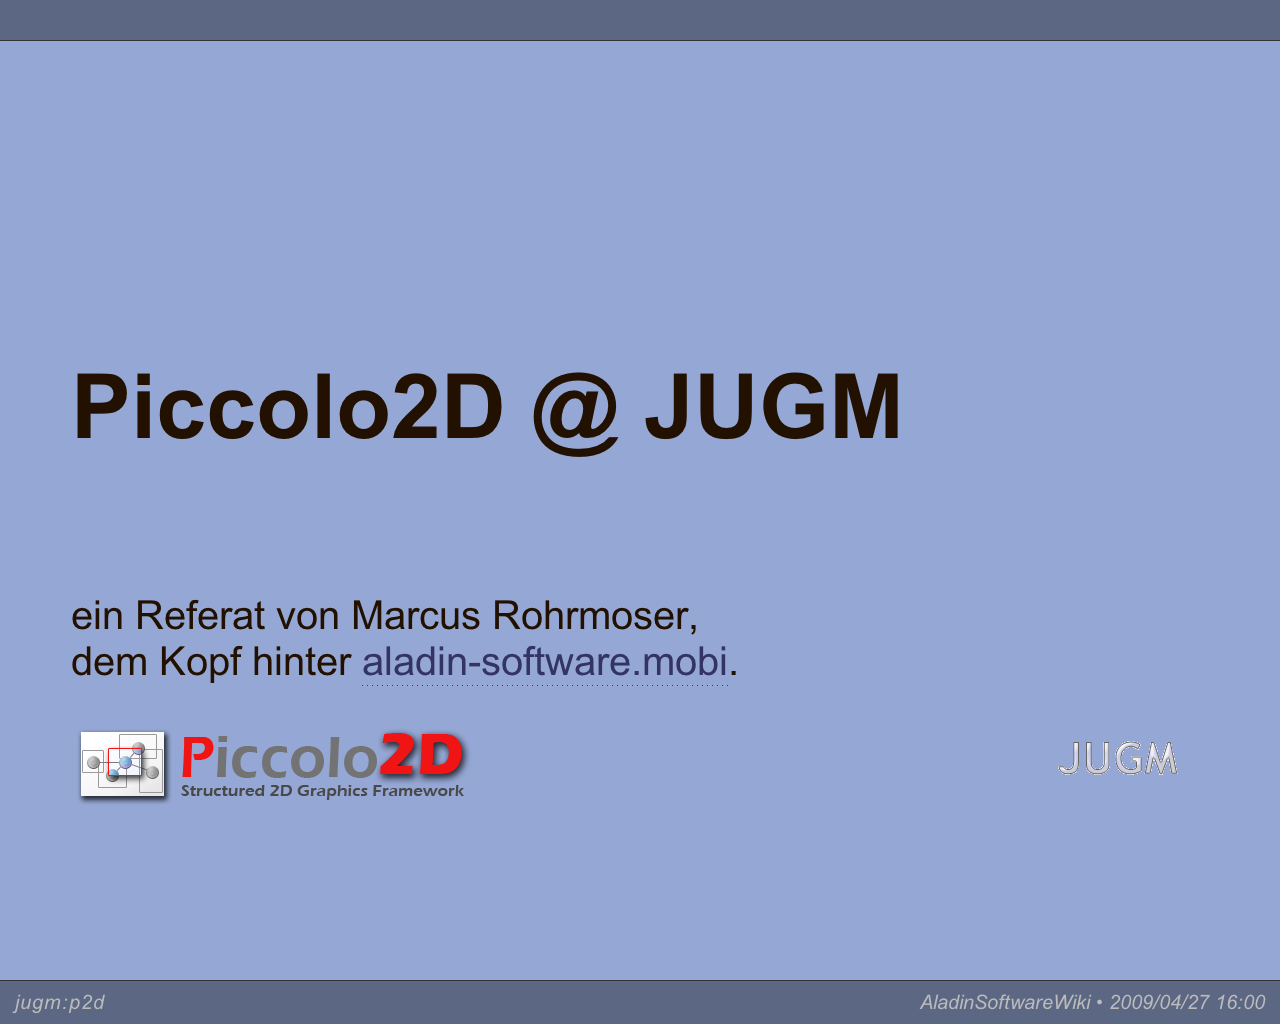 Piccolo2D @ JUGM
ein Referat von Marcus Rohrmoser,
dem Kopf hinter aladin-software.mobi.
Piccolo2D
Structured 2D Graphics Framework
JUGM
jugm:p2d
AladinSoftwareWiki • 2009/04/27 16:00